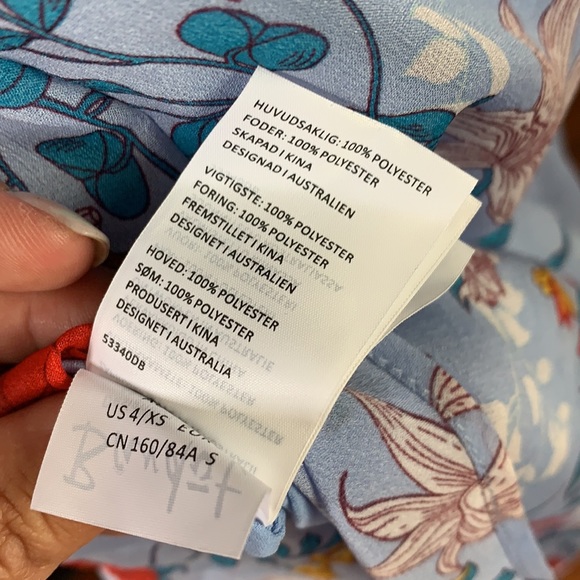 HUVUDSAKLIG: 100% POLYESTER
FODER: 100% POLYESTER
SKAPAD I KINA
DESIGNAD I AUSTRALIEN
VIGTIGSTE: 100% POLYESTER
FORING: 100% POLYESTER
FREMSTILLET I KINA
DESIGNET I AUSTRALIEN
HOVED: 100% POLYESTER
SØM: 100% POLYESTER
PRODUSERT I KINA
DESIGNET I AUSTRALIA
53340DB
US 4/XS
CN 160/84A S